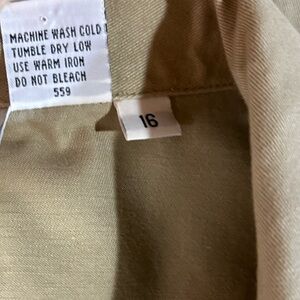 MACHINE WASH COLD
TUMBLE DRY LOW
USE WARM IRON
DO NOT BLEACH
559
16